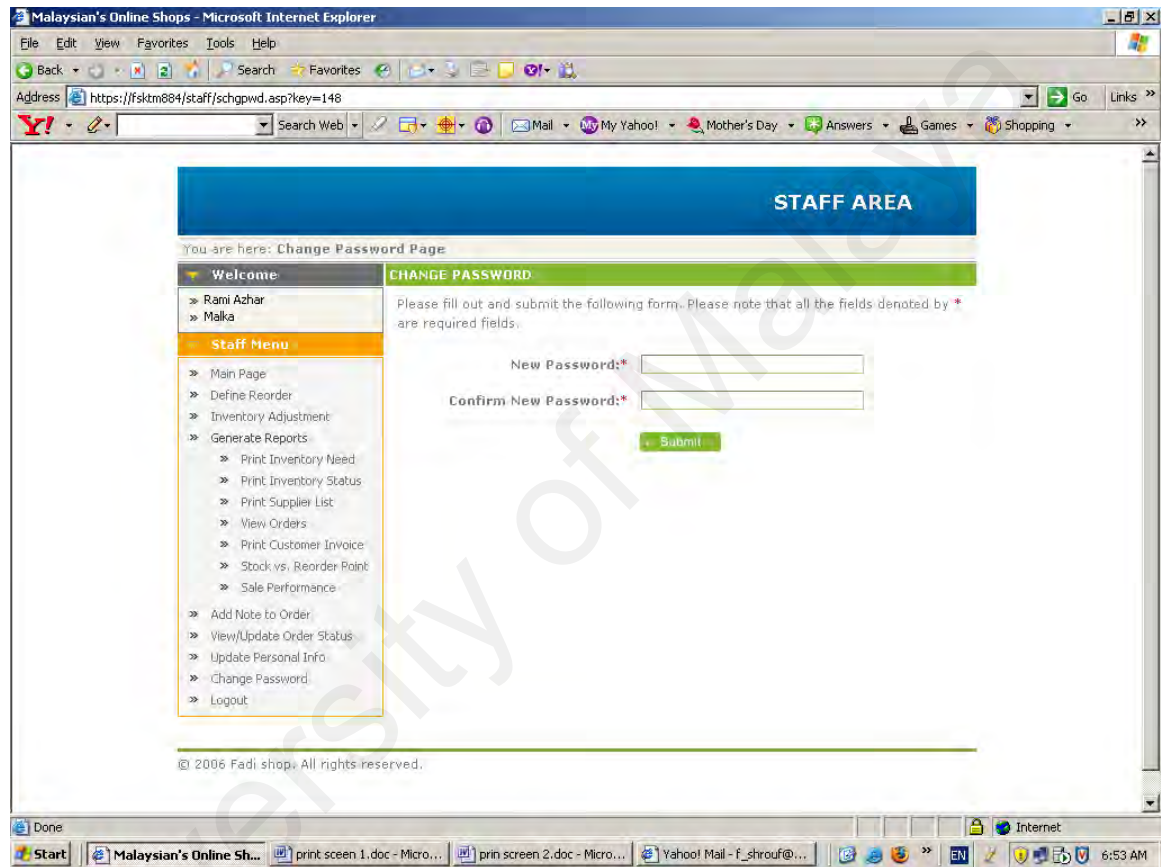 Malaysian's Online Shops - Microsoft Internet Explorer
File Edit View Favorites Tools Help
Back Search Favorites
Address https://fsktm884/staff/schgpwd.asp?key=148 Go Links »
Y! Search Web Mail My Yahoo! Mother's Day Answers Games Shopping »
STAFF AREA
You are here: Change Password Page
Welcome
» Rami Azhar
» Malka
Staff Menu
» Main Page
» Define Reorder
» Inventory Adjustment
» Generate Reports
» Print Inventory Need
» Print Inventory Status
» Print Supplier List
» View Orders
» Print Customer Invoice
» Stock vs. Reorder Point
» Sale Performance
» Add Note to Order
» View/Update Order Status
» Update Personal Info
» Change Password
» Logout
CHANGE PASSWORD
Please fill out and submit the following form. Please note that all the fields denoted by *
are required fields.
New Password:*
Confirm New Password:*
Submit
© 2006 Fadi shop. All rights reserved.
Done Internet
Start Malaysian's Online Sh... print sceen 1.doc - Micro... prin screen 2.doc - Micro... Yahoo! Mail - f_shrouf@... » EN 6:53 AM
University of Malaya